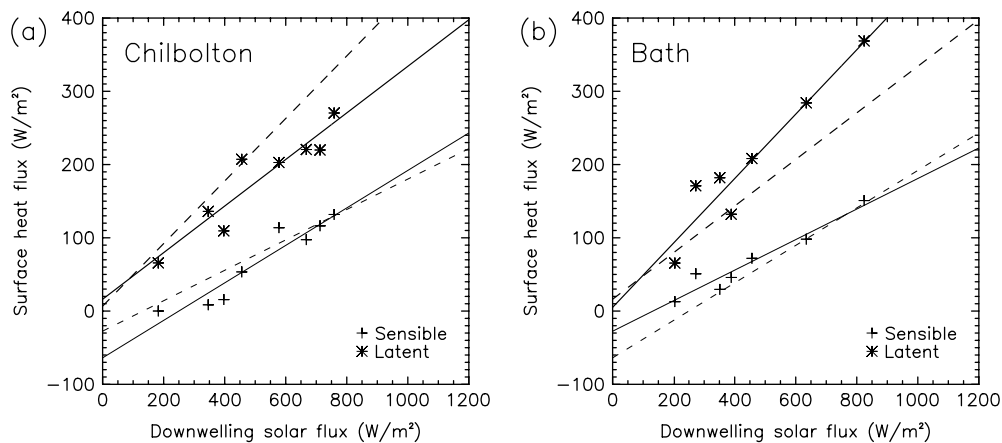 (a)
Chilbolton
Surface heat flux (W/m²)
400
300
200
100
0
−100
+ Sensible
✳ Latent
0 200 400 600 800 1000 1200
Downwelling solar flux (W/m²)
(b)
Bath
Surface heat flux (W/m²)
400
300
200
100
0
−100
+ Sensible
✳ Latent
0 200 400 600 800 1000 1200
Downwelling solar flux (W/m²)